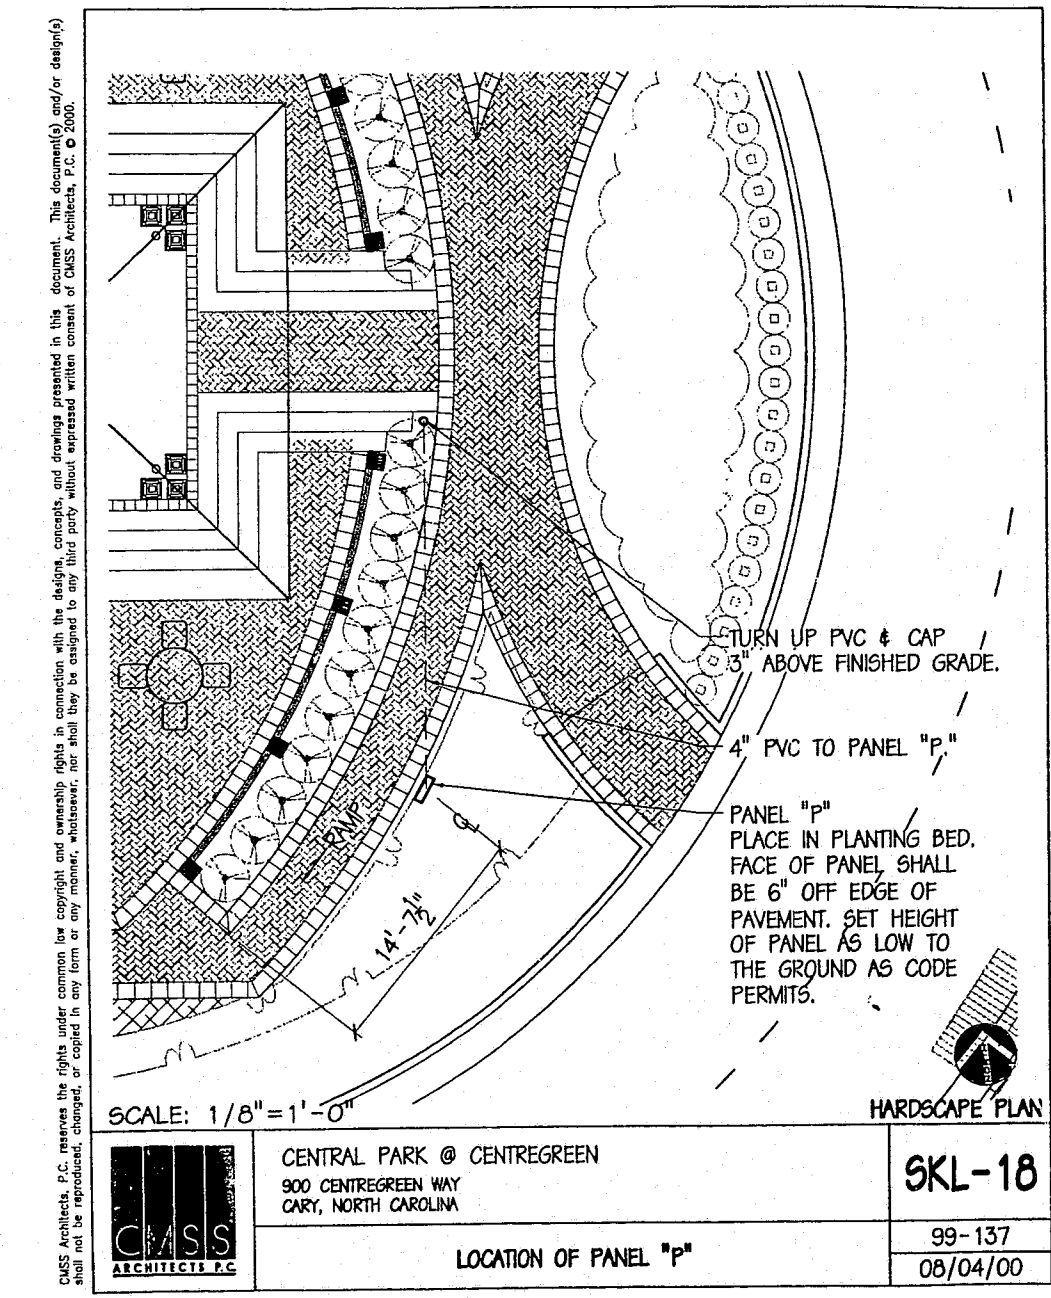 CMSS Architects, P.C. reserves the rights under common law copyright and ownership rights in connection with the designs, concepts, and drawings presented in this document. This document(s) and/or design(s)
shall not be reproduced, changed, or copied in any form or any manner, whatsoever, nor shall they be assigned to any third party without expressed written consent of CMSS Architects, P.C. © 2000.
TURN UP PVC & CAP
3" ABOVE FINISHED GRADE.
4" PVC TO PANEL "P."
PANEL "P"
PLACE IN PLANTING BED.
FACE OF PANEL SHALL
BE 6" OFF EDGE OF
PAVEMENT. SET HEIGHT
OF PANEL AS LOW TO
THE GROUND AS CODE
PERMITS.
RAMP
CL
14'-7 1/2"
SCALE: 1/8"=1'-0"
HARDSCAPE PLAN
CMSS
ARCHITECTS P.C.
CENTRAL PARK @ CENTREGREEN
900 CENTREGREEN WAY
CARY, NORTH CAROLINA
LOCATION OF PANEL "P"
SKL-18
99-137
08/04/00